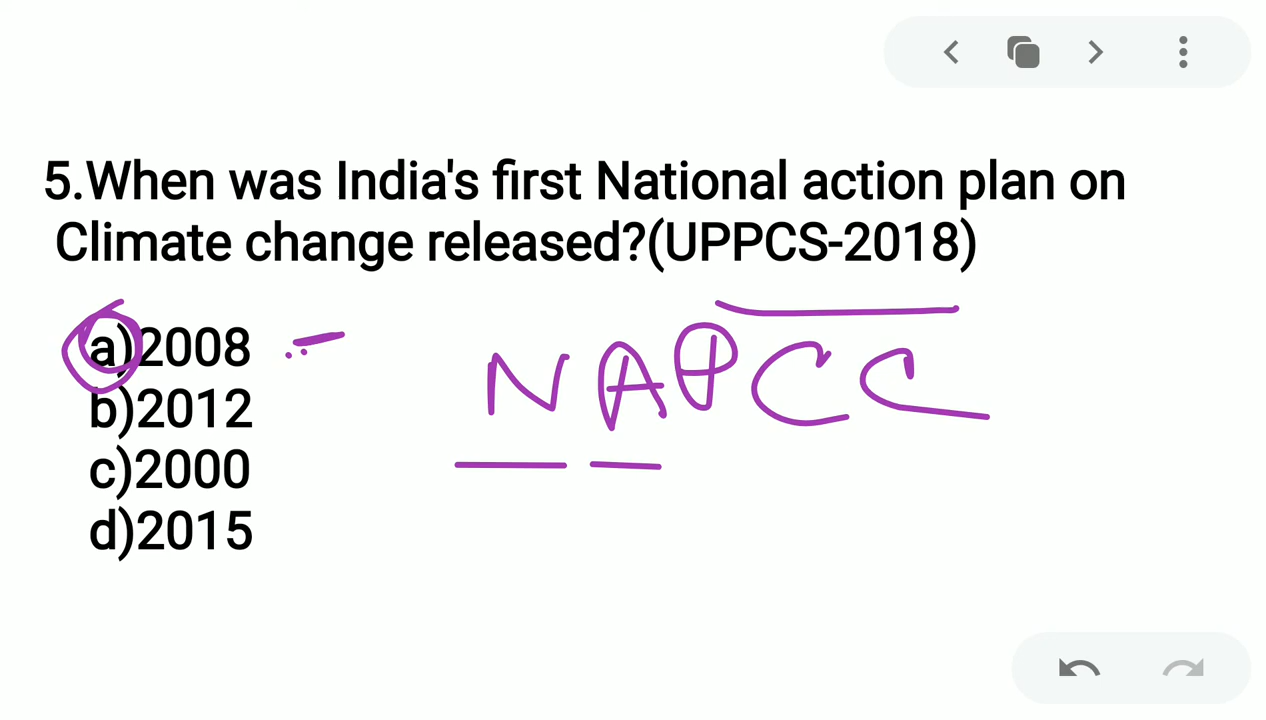 5.When was India's first National action plan on
Climate change released?(UPPCS-2018)
a)2008
NAPCC
b)2012
c)2000
d)2015